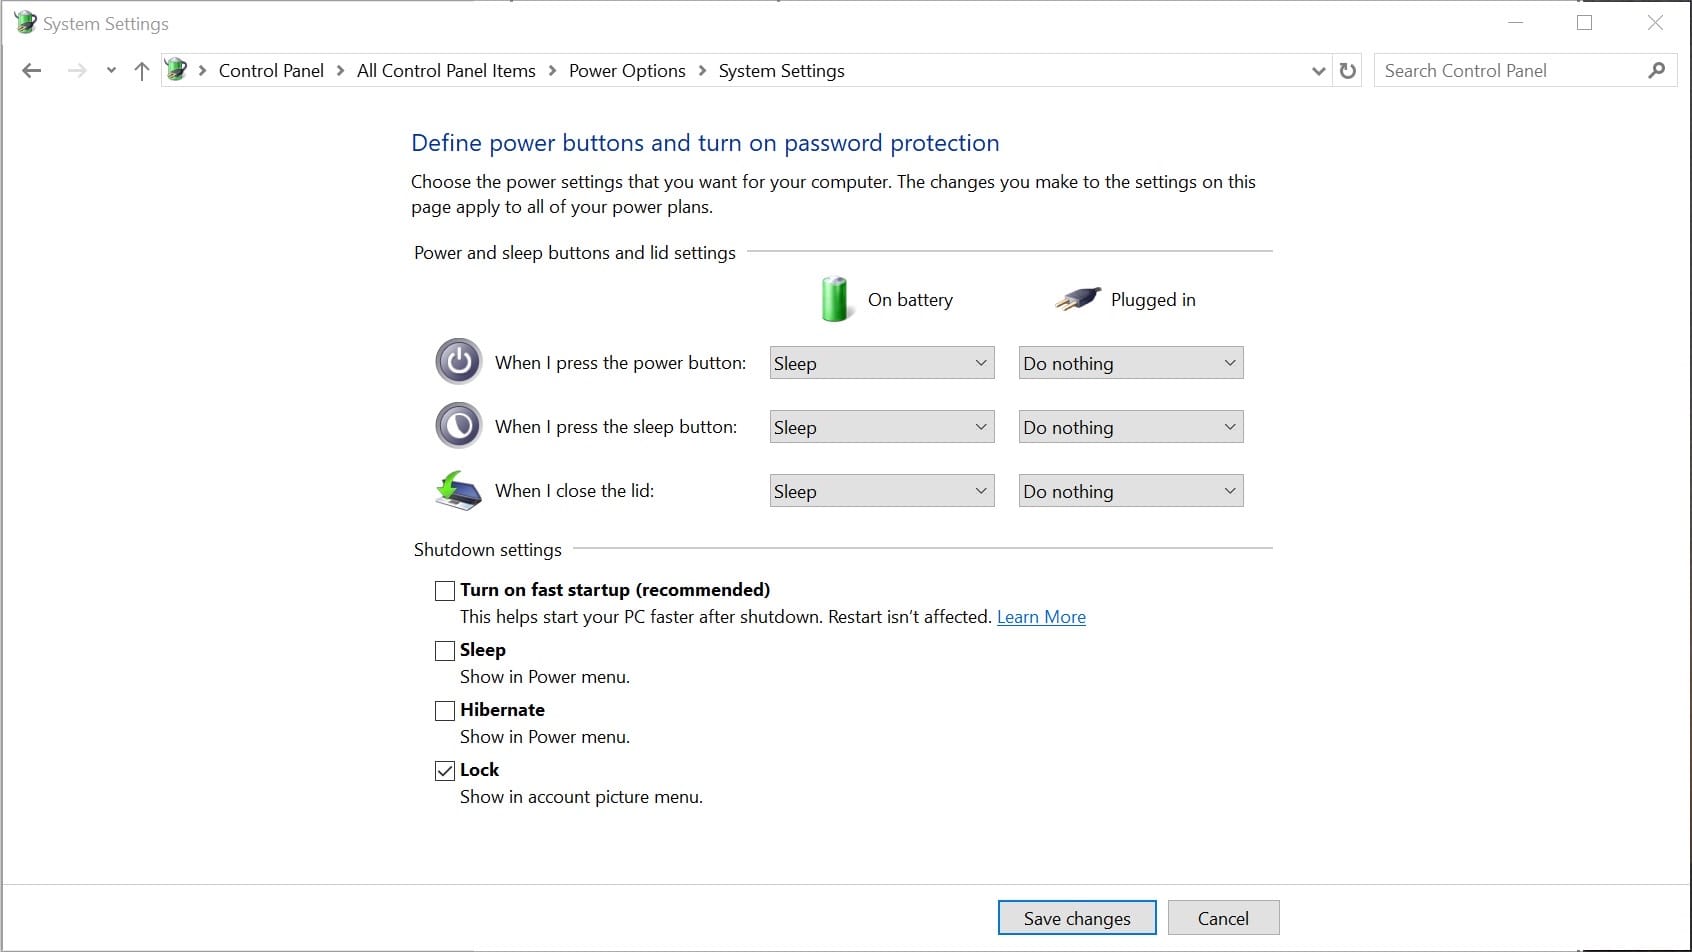 System Settings
Control Panel All Control Panel Items Power Options System Settings
Search Control Panel
Define power buttons and turn on password protection
Choose the power settings that you want for your computer. The changes you make to the settings on this
page apply to all of your power plans.
Power and sleep buttons and lid settings
On battery Plugged in
When I press the power button: Sleep Do nothing
When I press the sleep button: Sleep Do nothing
When I close the lid: Sleep Do nothing
Shutdown settings
Turn on fast startup (recommended)
This helps start your PC faster after shutdown. Restart isn't affected. Learn More
Sleep
Show in Power menu.
Hibernate
Show in Power menu.
Lock
Show in account picture menu.
Save changes Cancel